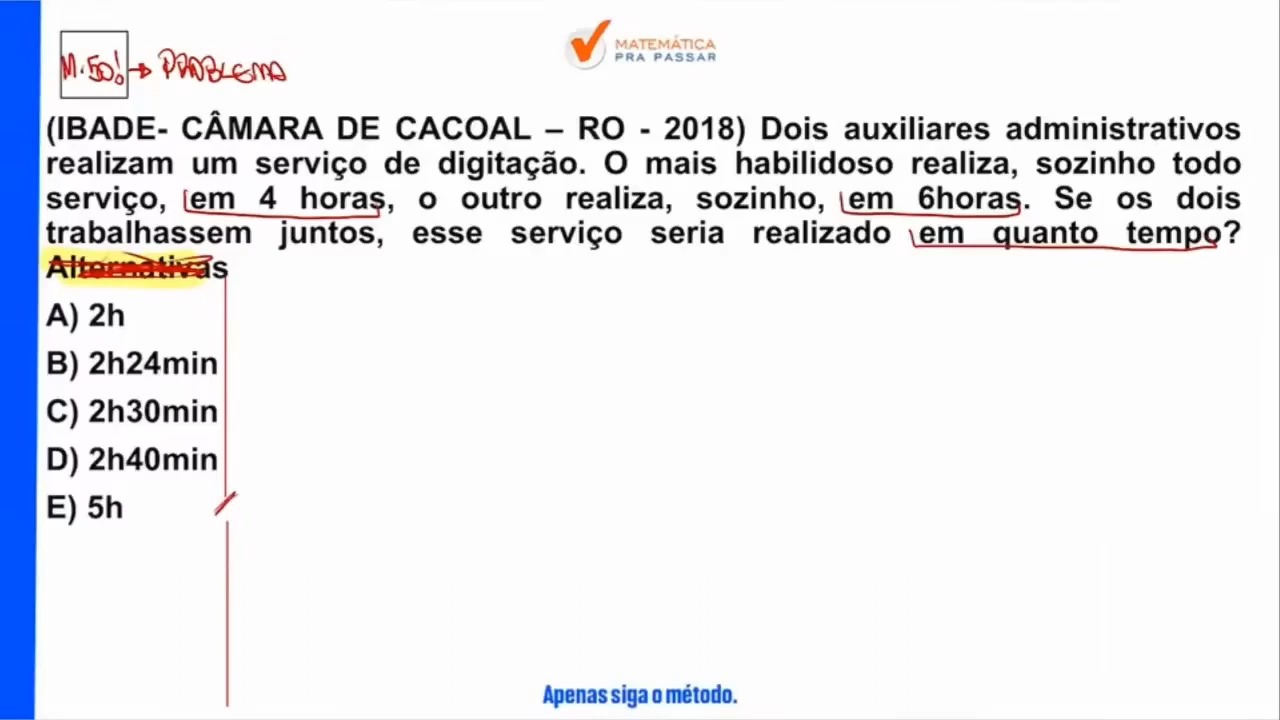 M.50! → PROBLEMA
MATEMÁTICA
PRA PASSAR
(IBADE- CÂMARA DE CACOAL – RO - 2018) Dois auxiliares administrativos
realizam um serviço de digitação. O mais habilidoso realiza, sozinho todo
serviço, em 4 horas, o outro realiza, sozinho, em 6horas. Se os dois
trabalhassem juntos, esse serviço seria realizado em quanto tempo?
Alternativas
A) 2h
B) 2h24min
C) 2h30min
D) 2h40min
E) 5h
Apenas siga o método.